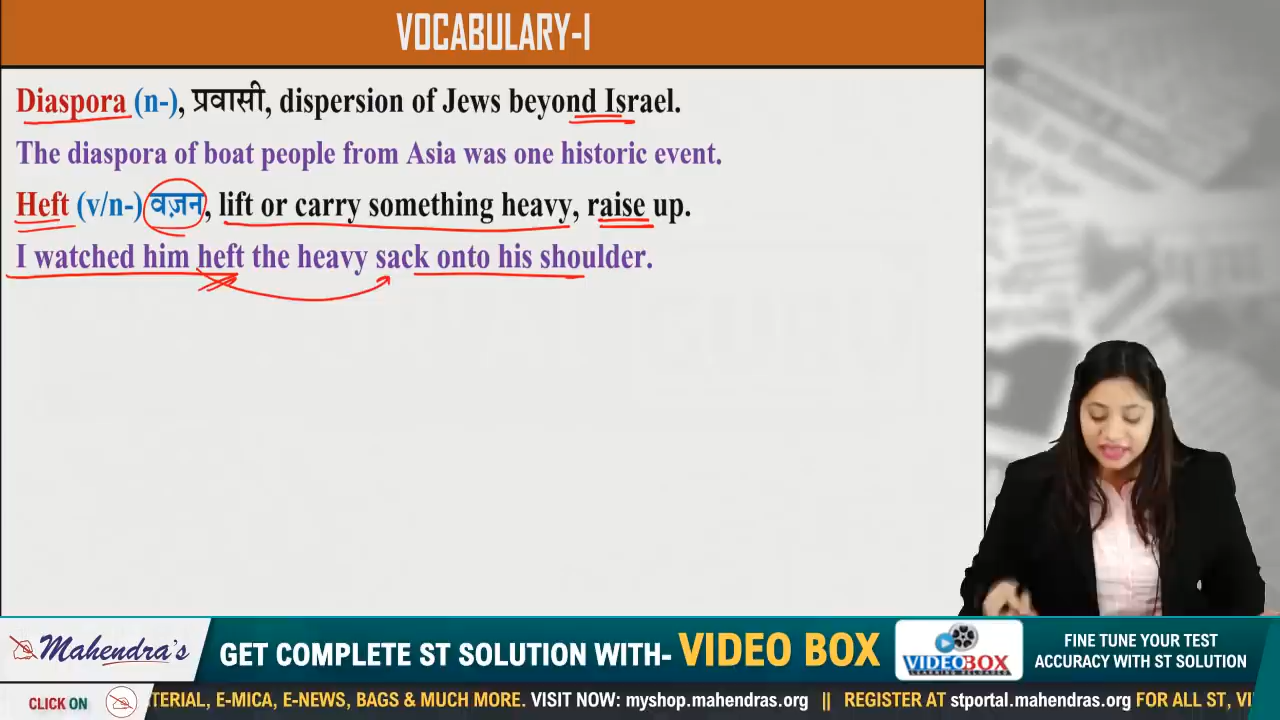 VOCABULARY-I
Diaspora (n-), प्रवासी, dispersion of Jews beyond Israel.
The diaspora of boat people from Asia was one historic event.
Heft (v/n-) वज़न, lift or carry something heavy, raise up.
I watched him heft the heavy sack onto his shoulder.
Mahendra's
GET COMPLETE ST SOLUTION WITH- VIDEO BOX
VIDEOBOX
LEARNING RELOADED
FINE TUNE YOUR TEST
ACCURACY WITH ST SOLUTION
CLICK ON
TERIAL, E-MICA, E-NEWS, BAGS & MUCH MORE. VISIT NOW: myshop.mahendras.org || REGISTER AT stportal.mahendras.org FOR ALL ST, VI